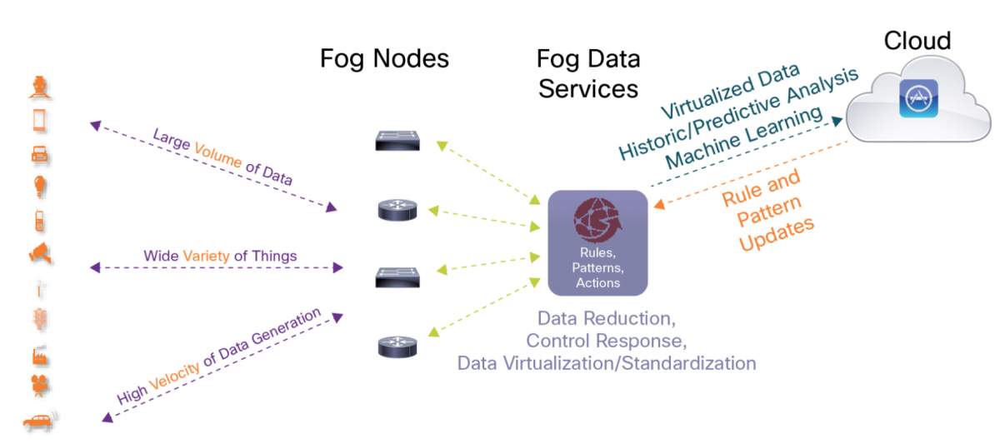 Fog Nodes
Fog Data
Services
Cloud
Virtualized Data
Historic/Predictive Analysis
Machine Learning
Rule and
Pattern
Updates
Large Volume of Data
Wide Variety of Things
High Velocity of Data Generation
Rules,
Patterns,
Actions
Data Reduction,
Control Response,
Data Virtualization/Standardization